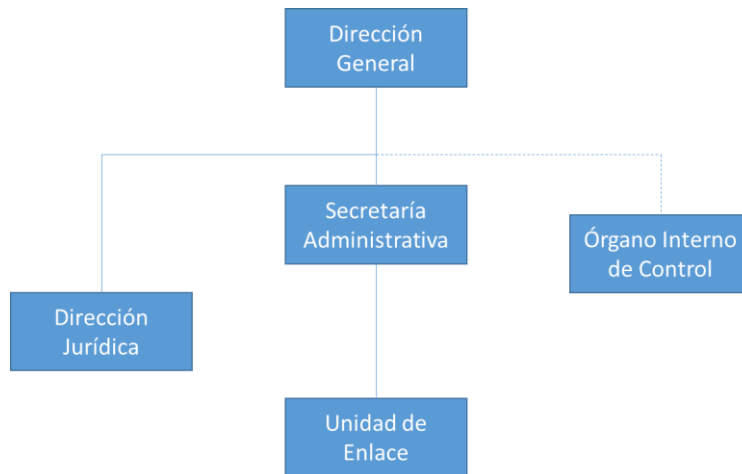 Dirección
General
Secretaría
Administrativa
Órgano Interno
de Control
Dirección
Jurídica
Unidad de
Enlace